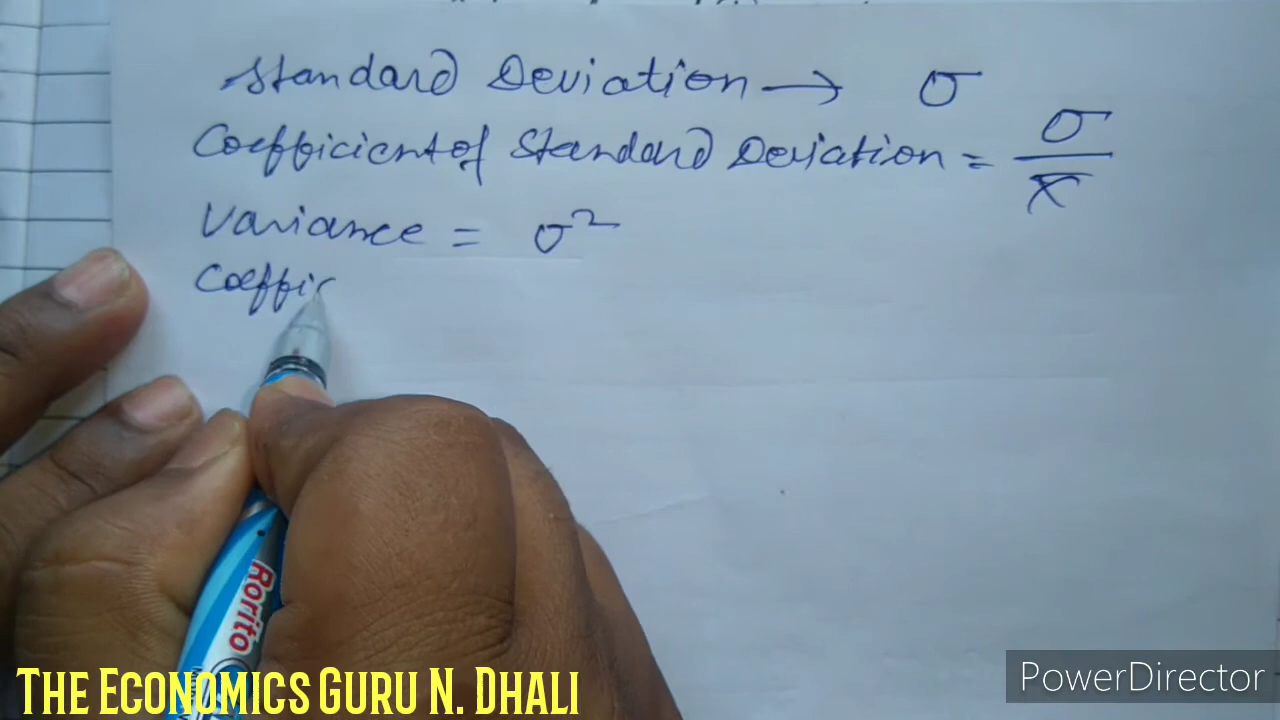 Standard Deviation → σ
Coefficient of Standard Deviation = σ / x̄
Variance = σ²
Coeffic
Rorito
THE ECONOMICS GURU N. DHALI
PowerDirector